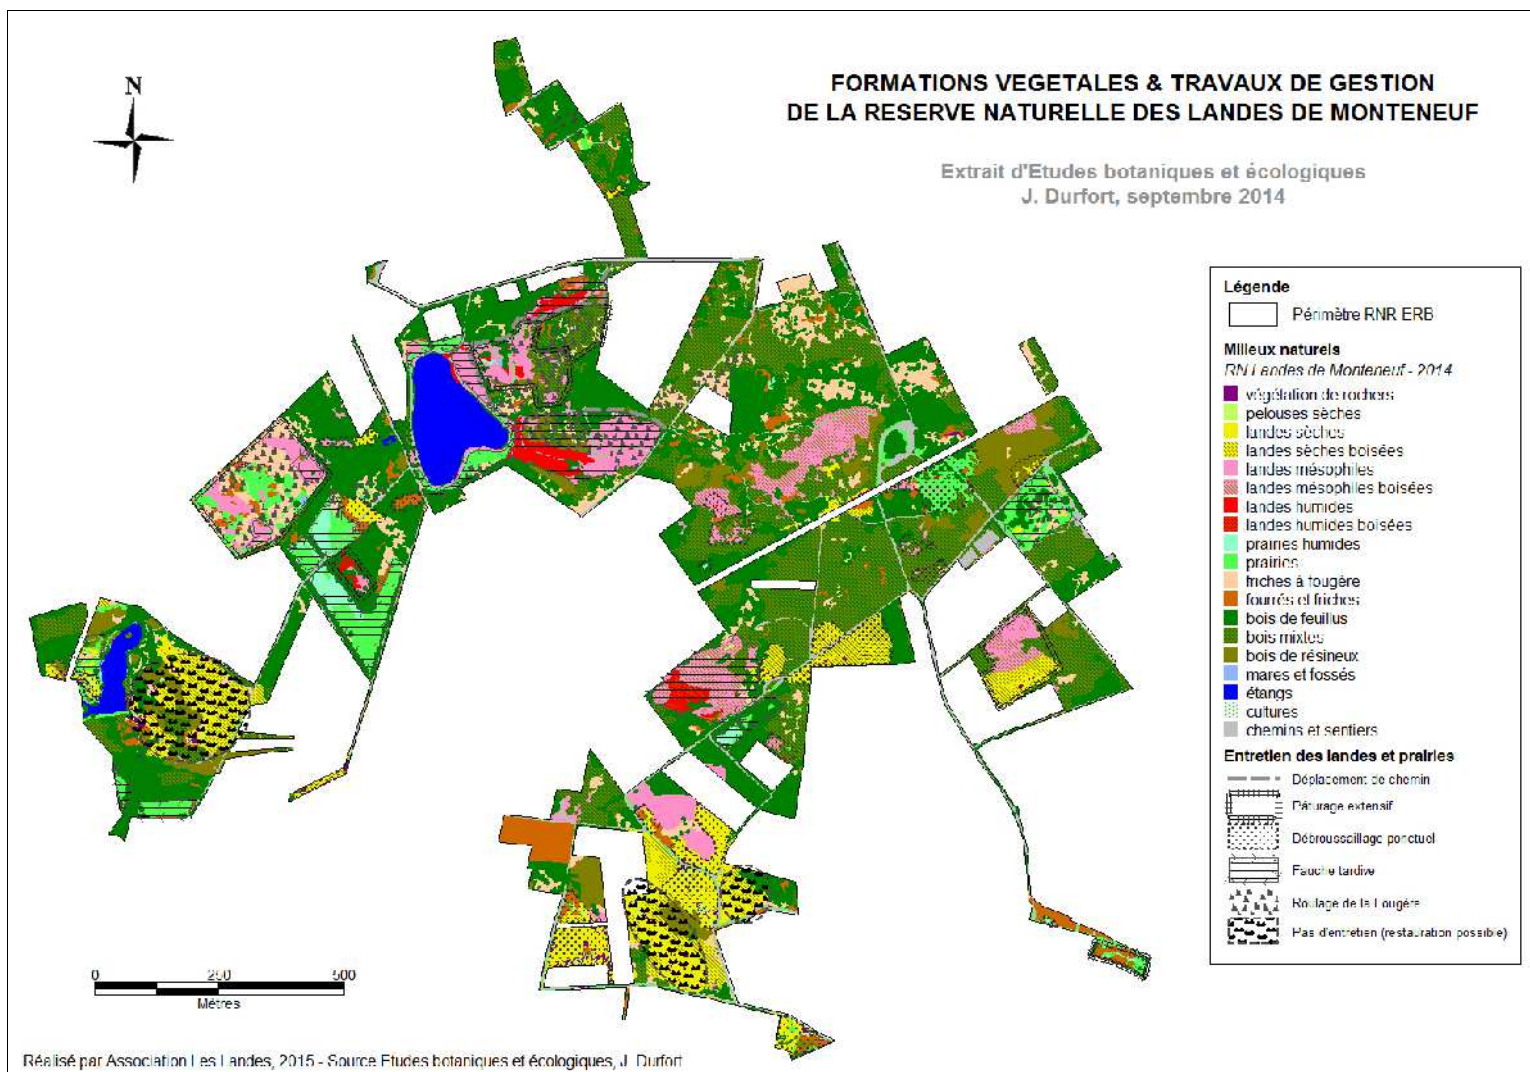 N
FORMATIONS VEGETALES & TRAVAUX DE GESTION
DE LA RESERVE NATURELLE DES LANDES DE MONTENEUF
Extrait d'Etudes botaniques et écologiques
J. Durfort, septembre 2014
Légende
Périmètre RNR ERB
Milieux naturels
RN Landes de Monteneuf - 2014
végétation de rochers
pelouses sèches
landes sèches
landes sèches boisées
landes mésophiles
landes mésophiles boisées
landes humides
landes humides boisées
prairies humides
prairies
friches à fougère
fourrés et friches
bois de feuillus
bois mixtes
bois de résineux
mares et fossés
étangs
cultures
chemins et sentiers
Entretien des landes et prairies
Déplacement de chemin
Pâturage extensif
Débroussaillage ponctuel
Fauche tardive
Roulage de la Fougère
Pas d'entretien (restauration possible)
0 250 500
Mètres
Réalisé par Association Les Landes, 2015 - Source Etudes botaniques et écologiques, J. Durfort